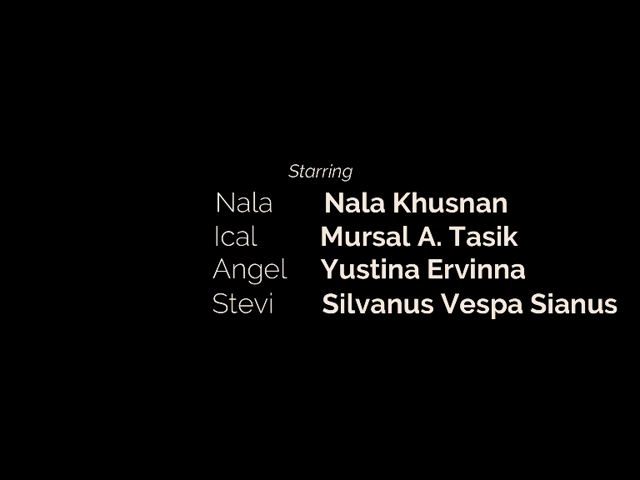 Starring
Nala Nala Khusnan
Ical Mursal A. Tasik
Angel Yustina Ervinna
Stevi Silvanus Vespa Sianus